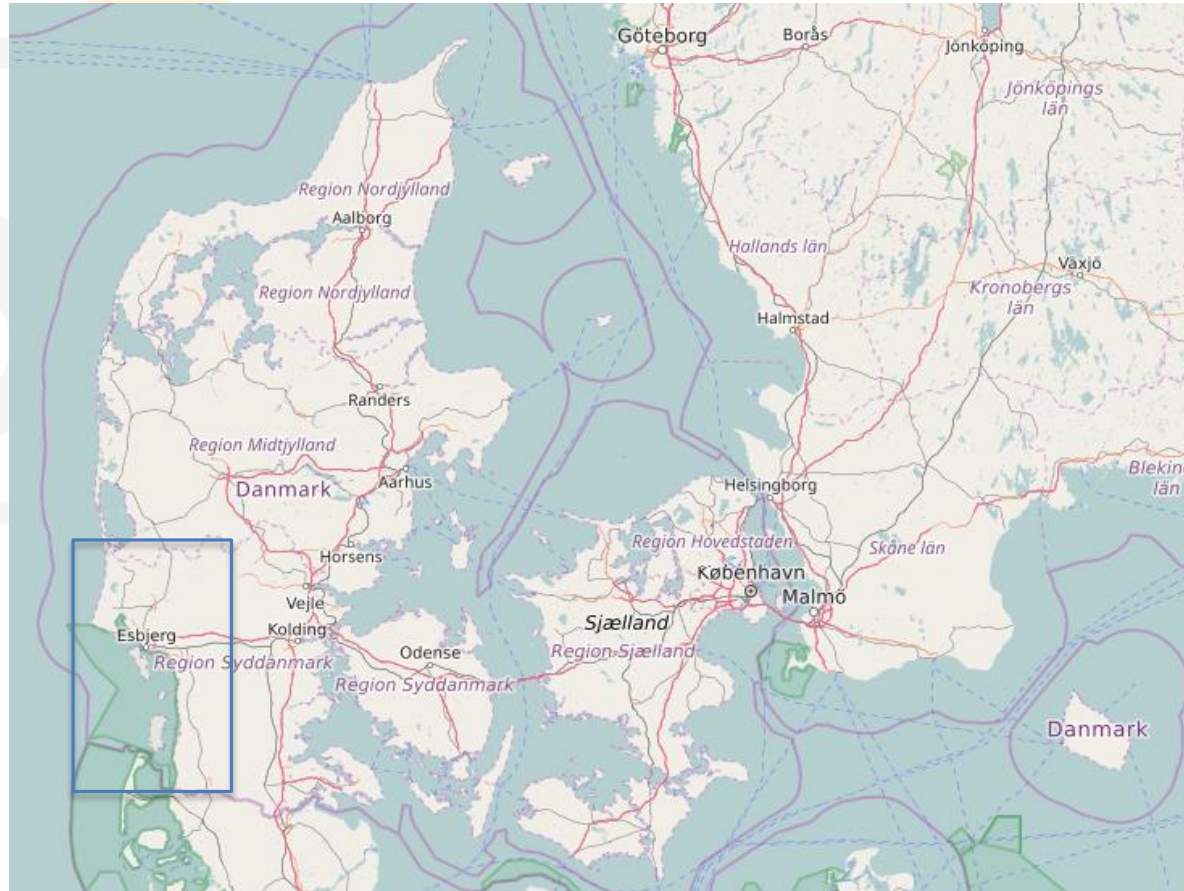 Göteborg
Borås
Jönköping
Jönköpings
län
Region Nordjylland
Aalborg
Hallands län
Växjö
Kronobergs
län
Region Nordjylland
Halmstad
Randers
Region Midtjylland
Danmark
Aarhus
Helsingborg
Blekin
län
Horsens
Region Hovedstaden
Skåne län
København
Vejle
Malmö
Esbjerg
Kolding
Sjælland
Odense
Region Sjælland
Region Syddanmark
Region Syddanmark
Danmark